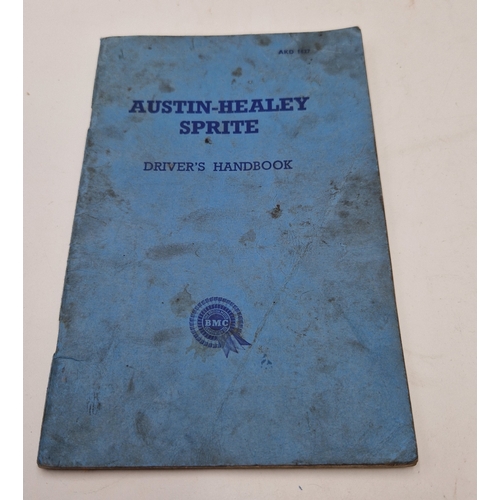 AUSTIN-HEALEY
SPRITE
DRIVER'S HANDBOOK
BMC